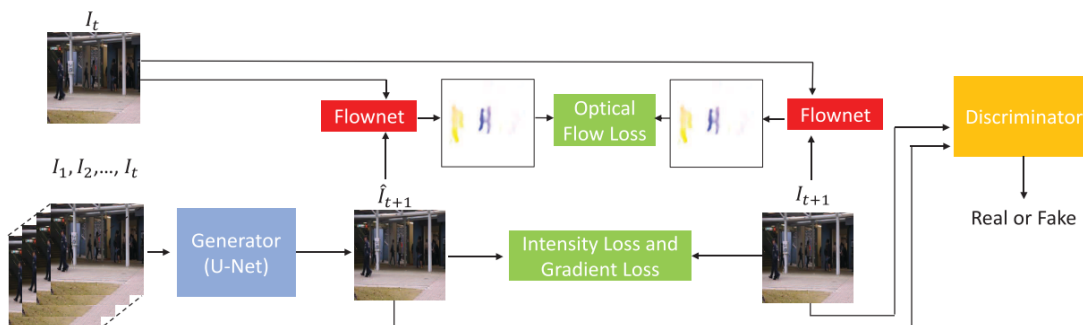 I_t
Flownet
Optical
Flow Loss
Flownet
Discriminator
I_1, I_2,..., I_t
Î_{t+1}
I_{t+1}
Real or Fake
Generator
(U-Net)
Intensity Loss and
Gradient Loss